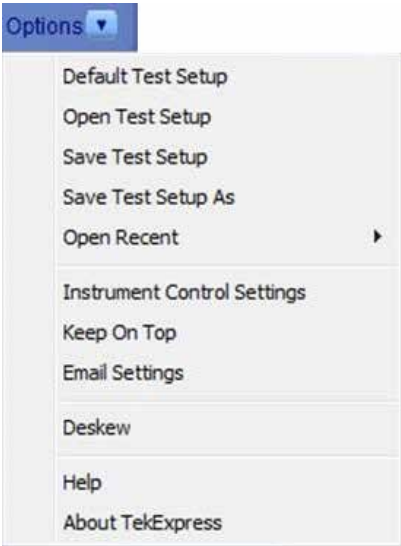 Options
Default Test Setup
Open Test Setup
Save Test Setup
Save Test Setup As
Open Recent
Instrument Control Settings
Keep On Top
Email Settings
Deskew
Help
About TekExpress